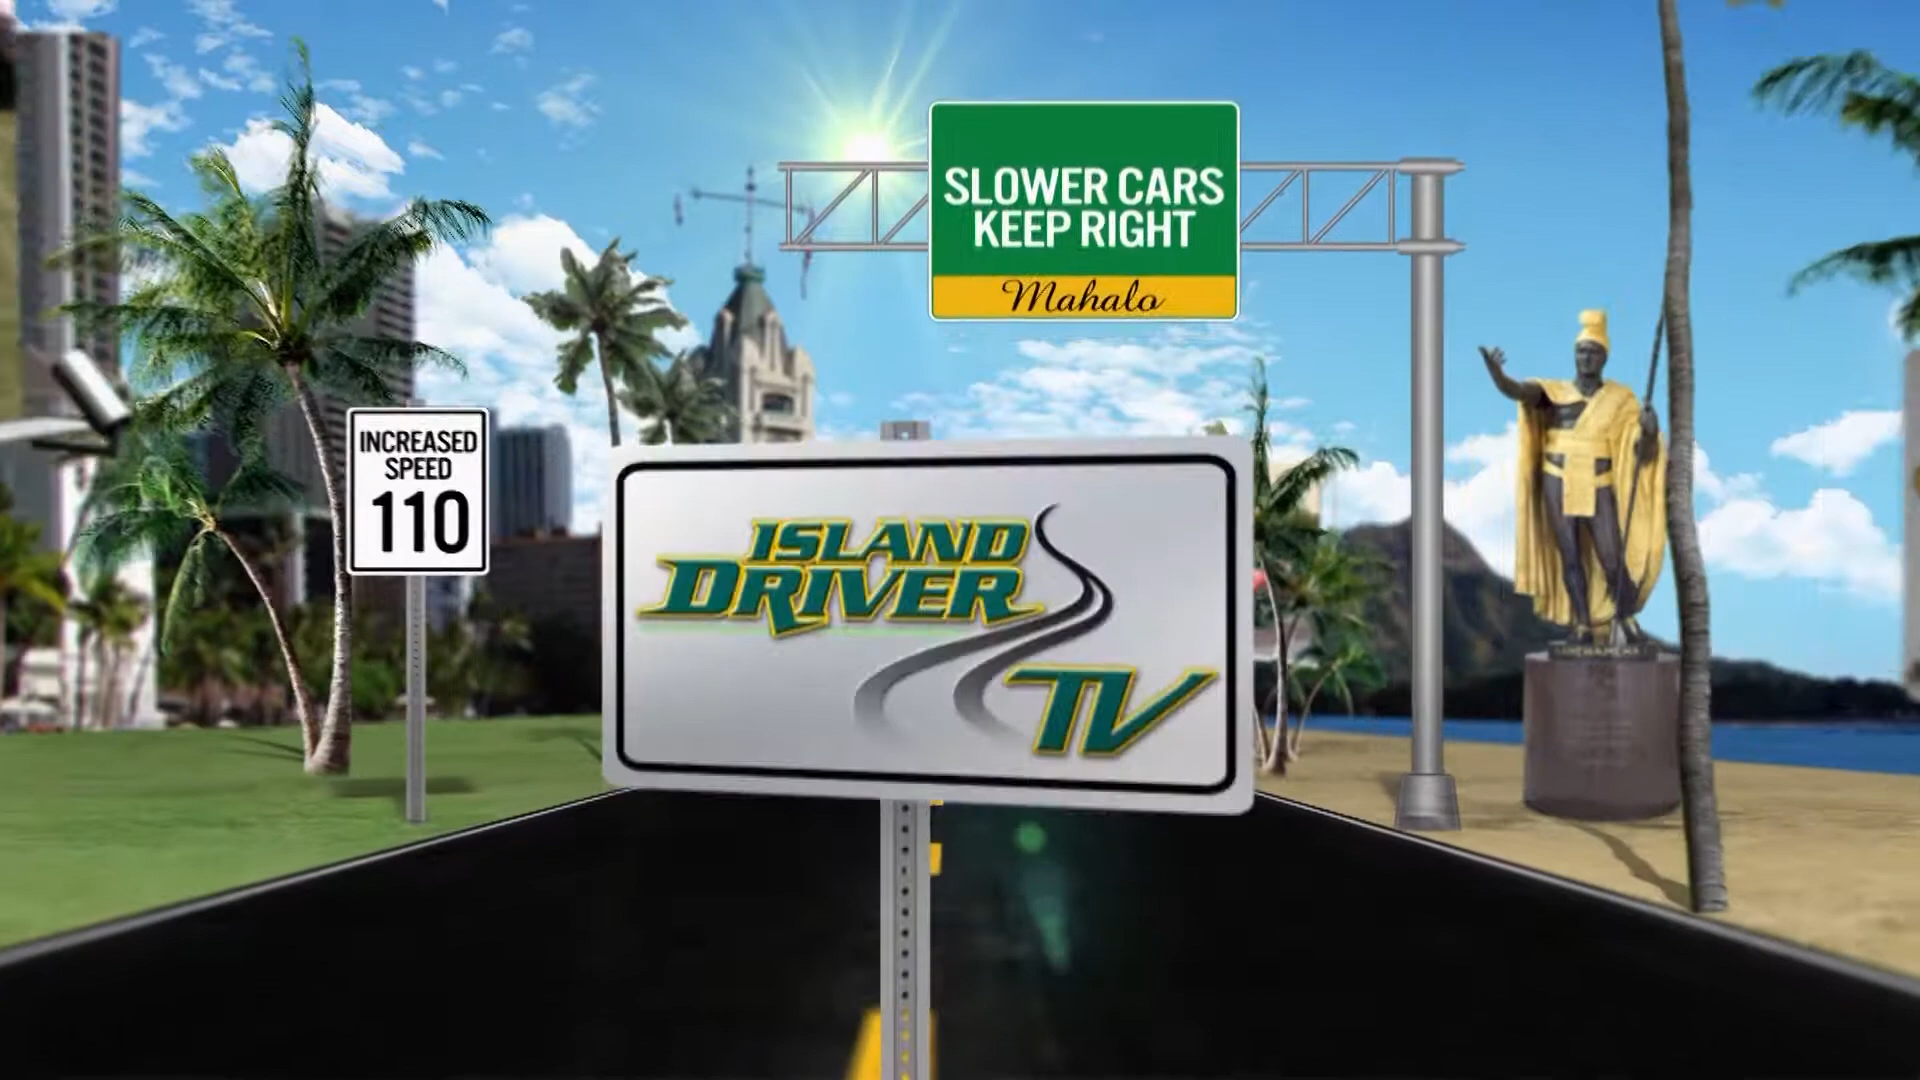 SLOWER CARS
KEEP RIGHT
Mahalo
INCREASED
SPEED
110
ISLAND
DRIVER
TV